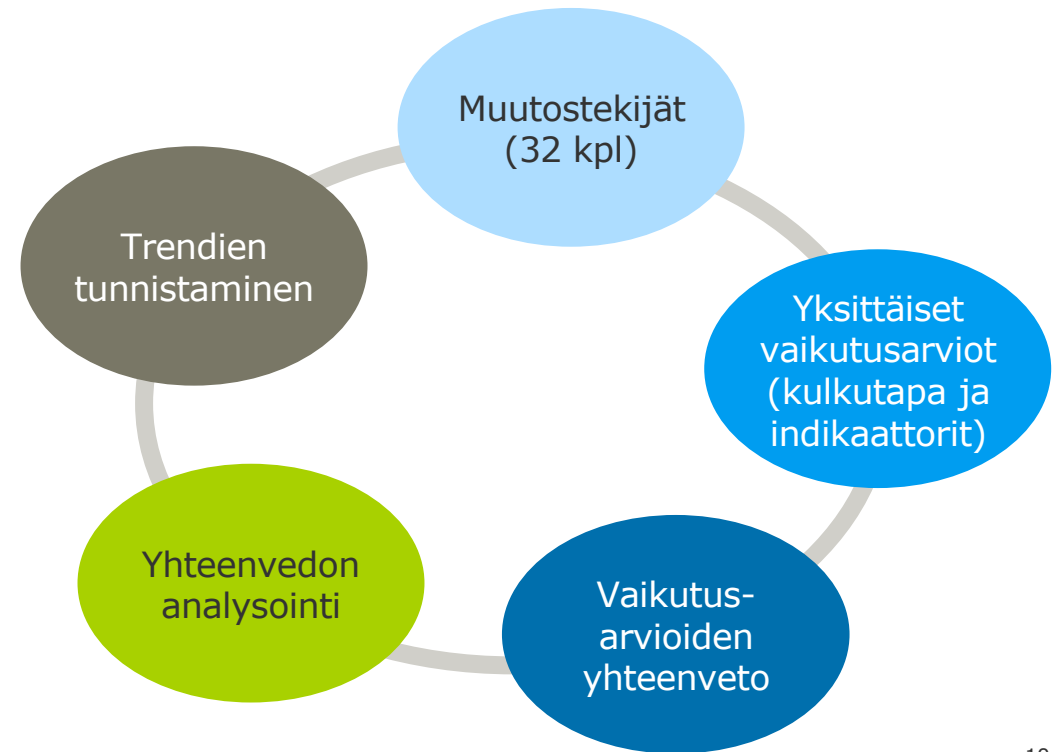 Muutostekijät
(32 kpl)
Trendien
tunnistaminen
Yksittäiset
vaikutusarviot
(kulkutapa ja
indikaattorit)
Yhteenvedon
analysointi
Vaikutus-
arvioiden
yhteenveto